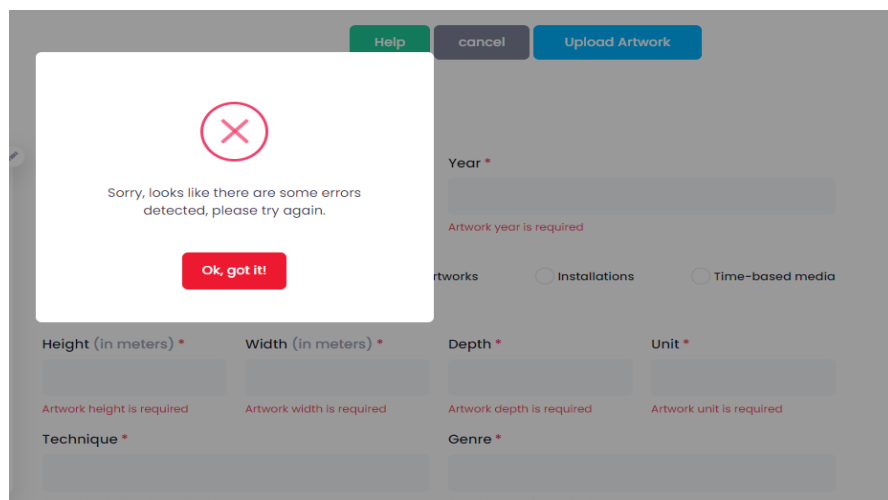 Help cancel Upload Artwork
Year *
Sorry, looks like there are some errors
detected, please try again.
Artwork year is required
Ok, got it!
Installations Time-based media
Height (in meters) * Width (in meters) * Depth * Unit *
Artwork height is required Artwork width is required Artwork depth is required Artwork unit is required
Technique * Genre *